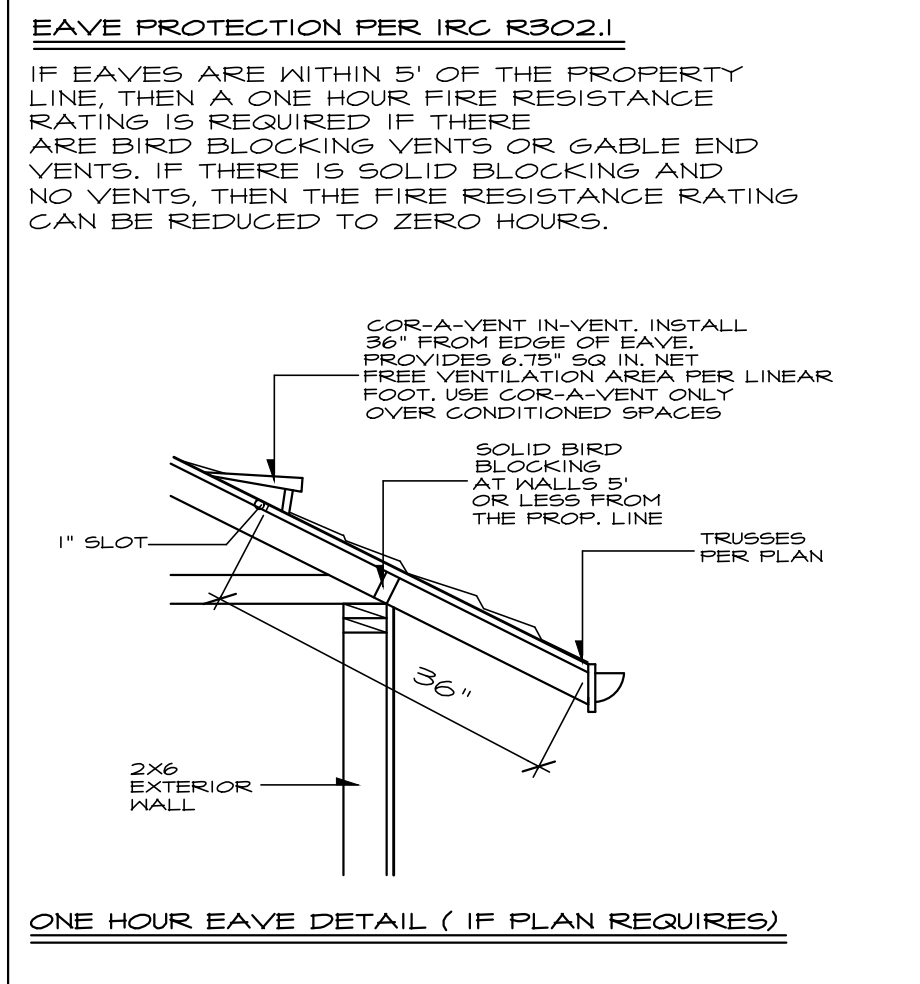 EAVE PROTECTION PER IRC R302.1
IF EAVES ARE WITHIN 5' OF THE PROPERTY
LINE, THEN A ONE HOUR FIRE RESISTANCE
RATING IS REQUIRED IF THERE
ARE BIRD BLOCKING VENTS OR GABLE END
VENTS. IF THERE IS SOLID BLOCKING AND
NO VENTS, THEN THE FIRE RESISTANCE RATING
CAN BE REDUCED TO ZERO HOURS.
COR-A-VENT IN-VENT. INSTALL
36" FROM EDGE OF EAVE.
PROVIDES 6.75" SQ IN. NET
FREE VENTILATION AREA PER LINEAR
FOOT. USE COR-A-VENT ONLY
OVER CONDITIONED SPACES
SOLID BIRD
BLOCKING
AT WALLS 5'
OR LESS FROM
THE PROP. LINE
TRUSSES
PER PLAN
1" SLOT
36"
2X6
EXTERIOR
WALL
ONE HOUR EAVE DETAIL ( IF PLAN REQUIRES)